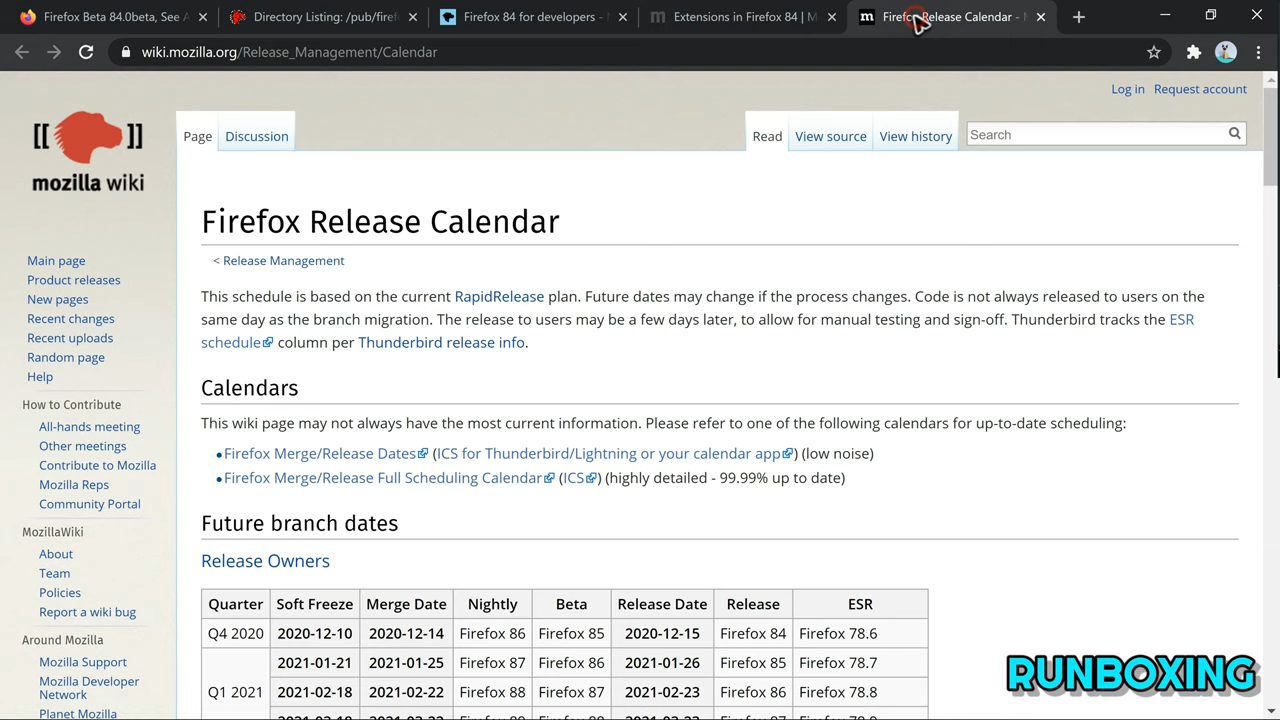 Firefox Beta 84.0beta, See A
Directory Listing: /pub/firef
Firefox 84 for developers -
Extensions in Firefox 84 | M
Release Calendar -
wiki.mozilla.org/Release_Management/Calendar
Log in Request account
Page Discussion Read View source View history Search
[[ ]]
mozilla wiki
Firefox Release Calendar
< Release Management
This schedule is based on the current RapidRelease plan. Future dates may change if the process changes. Code is not always released to users on the
same day as the branch migration. The release to users may be a few days later, to allow for manual testing and sign-off. Thunderbird tracks the ESR
schedule column per Thunderbird release info.
Calendars
This wiki page may not always have the most current information. Please refer to one of the following calendars for up-to-date scheduling:
• Firefox Merge/Release Dates (ICS for Thunderbird/Lightning or your calendar app) (low noise)
• Firefox Merge/Release Full Scheduling Calendar (ICS) (highly detailed - 99.99% up to date)
Future branch dates
Release Owners
Quarter Soft Freeze Merge Date Nightly Beta Release Date Release ESR
Q4 2020 2020-12-10 2020-12-14 Firefox 86 Firefox 85 2020-12-15 Firefox 84 Firefox 78.6
2021-01-21 2021-01-25 Firefox 87 Firefox 86 2021-01-26 Firefox 85 Firefox 78.7
Q1 2021 2021-02-18 2021-02-22 Firefox 88 Firefox 87 2021-02-23 Firefox 86 Firefox 78.8
Main page
Product releases
New pages
Recent changes
Recent uploads
Random page
Help
How to Contribute
All-hands meeting
Other meetings
Contribute to Mozilla
Mozilla Reps
Community Portal
MozillaWiki
About
Team
Policies
Report a wiki bug
Around Mozilla
Mozilla Support
Mozilla Developer
Network
Planet Mozilla
RUNBOXING